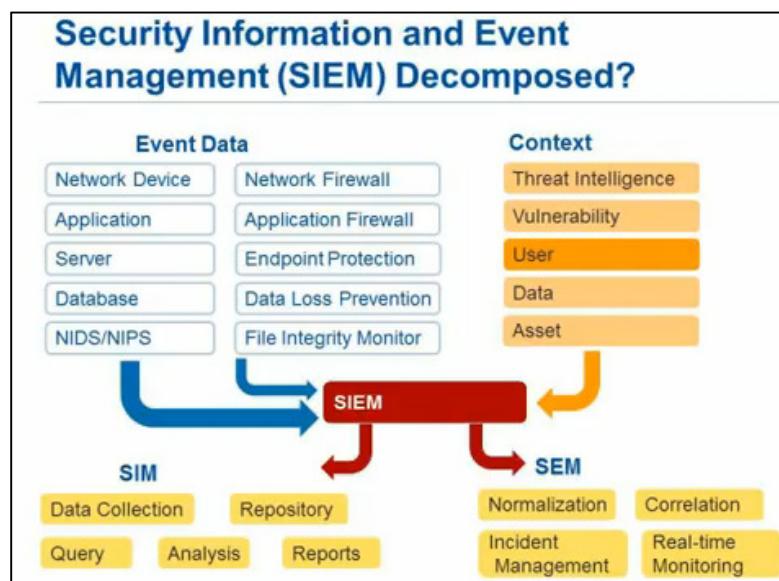 Security Information and Event
Management (SIEM) Decomposed?
Event Data
Network Device
Application
Server
Database
NIDS/NIPS
Network Firewall
Application Firewall
Endpoint Protection
Data Loss Prevention
File Integrity Monitor
Context
Threat Intelligence
Vulnerability
User
Data
Asset
SIEM
SIM
Data Collection
Repository
Query
Analysis
Reports
SEM
Normalization
Correlation
Incident
Management
Real-time
Monitoring